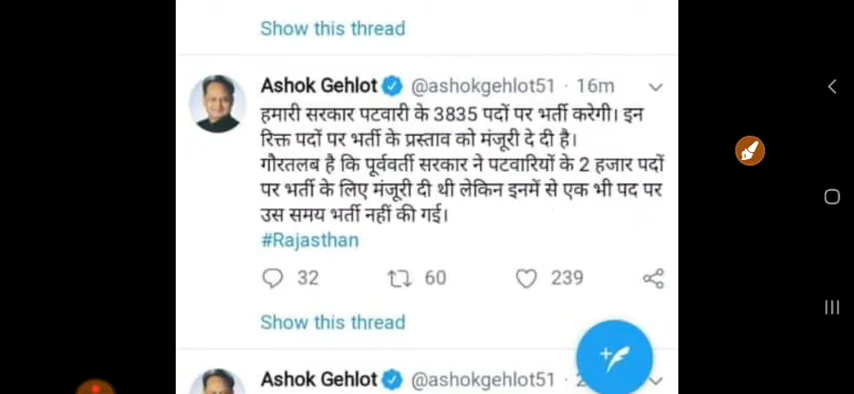 Show this thread
Ashok Gehlot @ashokgehlot51 · 16m
हमारी सरकार पटवारी के 3835 पदों पर भर्ती करेगी। इन
रिक्त पदों पर भर्ती के प्रस्ताव को मंजूरी दे दी है।
गौरतलब है कि पूर्ववर्ती सरकार ने पटवारियों के 2 हजार पदों
पर भर्ती के लिए मंजूरी दी थी लेकिन इनमें से एक भी पद पर
उस समय भर्ती नहीं की गई।
#Rajasthan
32 60 239
Show this thread
Ashok Gehlot @ashokgehlot51 ·